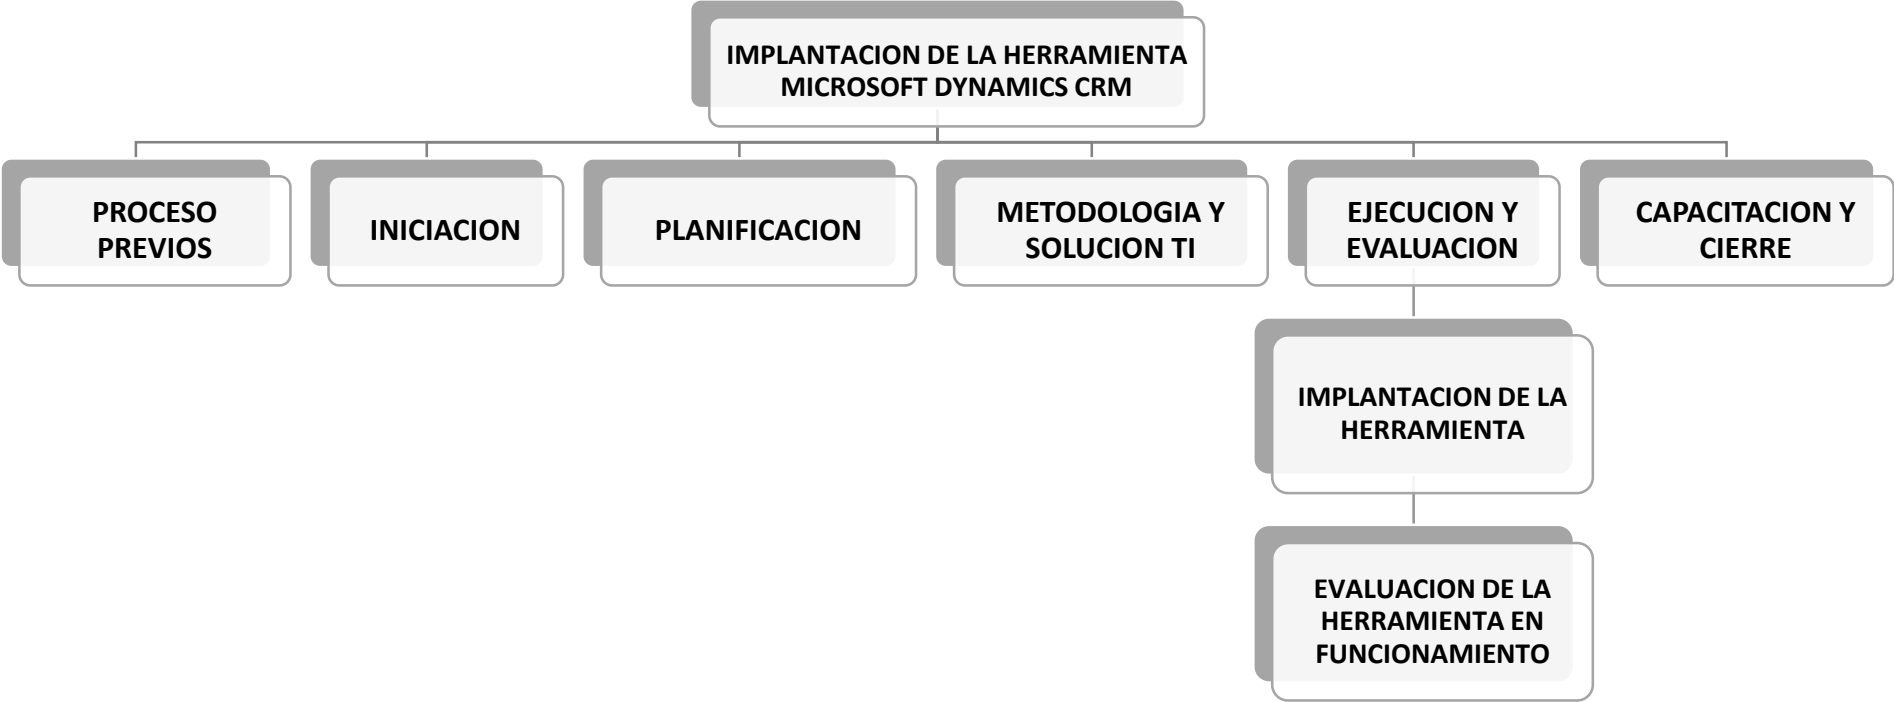 IMPLANTACION DE LA HERRAMIENTA
MICROSOFT DYNAMICS CRM
PROCESO
PREVIOS
INICIACION
PLANIFICACION
METODOLOGIA Y
SOLUCION TI
EJECUCION Y
EVALUACION
CAPACITACION Y
CIERRE
IMPLANTACION DE LA
HERRAMIENTA
EVALUACION DE LA
HERRAMIENTA EN
FUNCIONAMIENTO